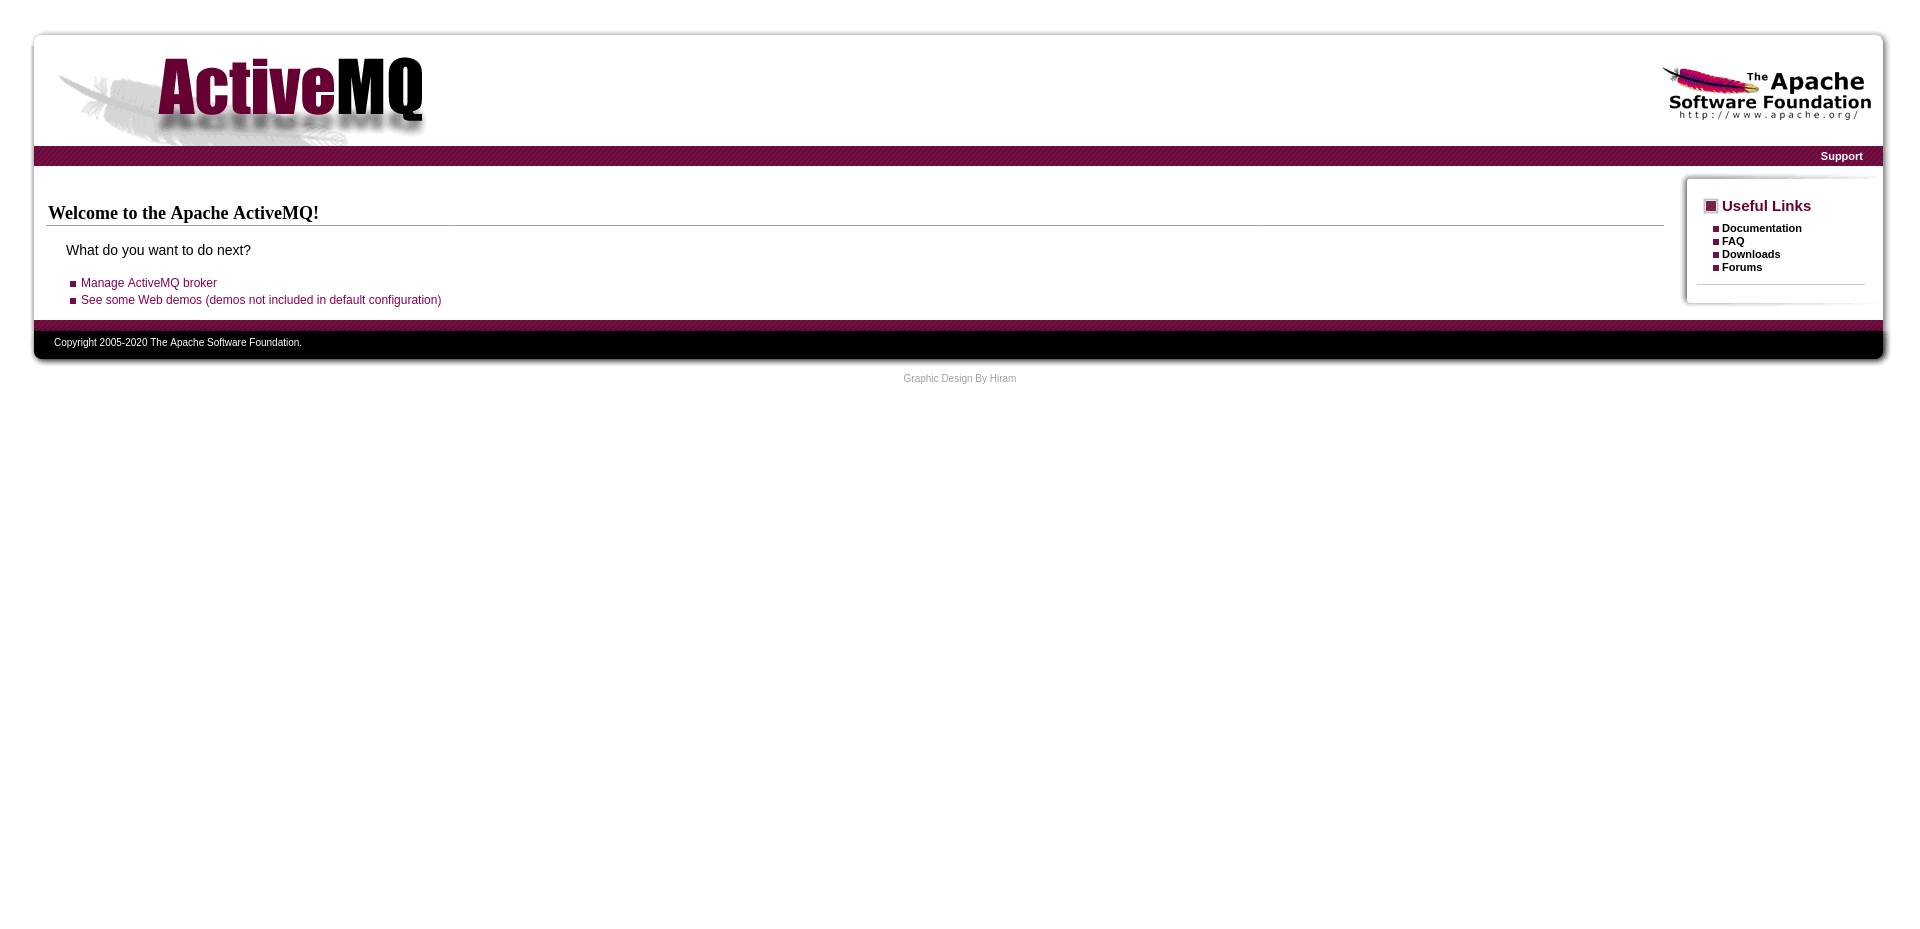 ActiveMQ
The Apache
Software Foundation
http://www.apache.org/
Support
Welcome to the Apache ActiveMQ!
What do you want to do next?
Manage ActiveMQ broker
See some Web demos (demos not included in default configuration)
Useful Links
Documentation
FAQ
Downloads
Forums
Copyright 2005-2020 The Apache Software Foundation.
Graphic Design By Hiram